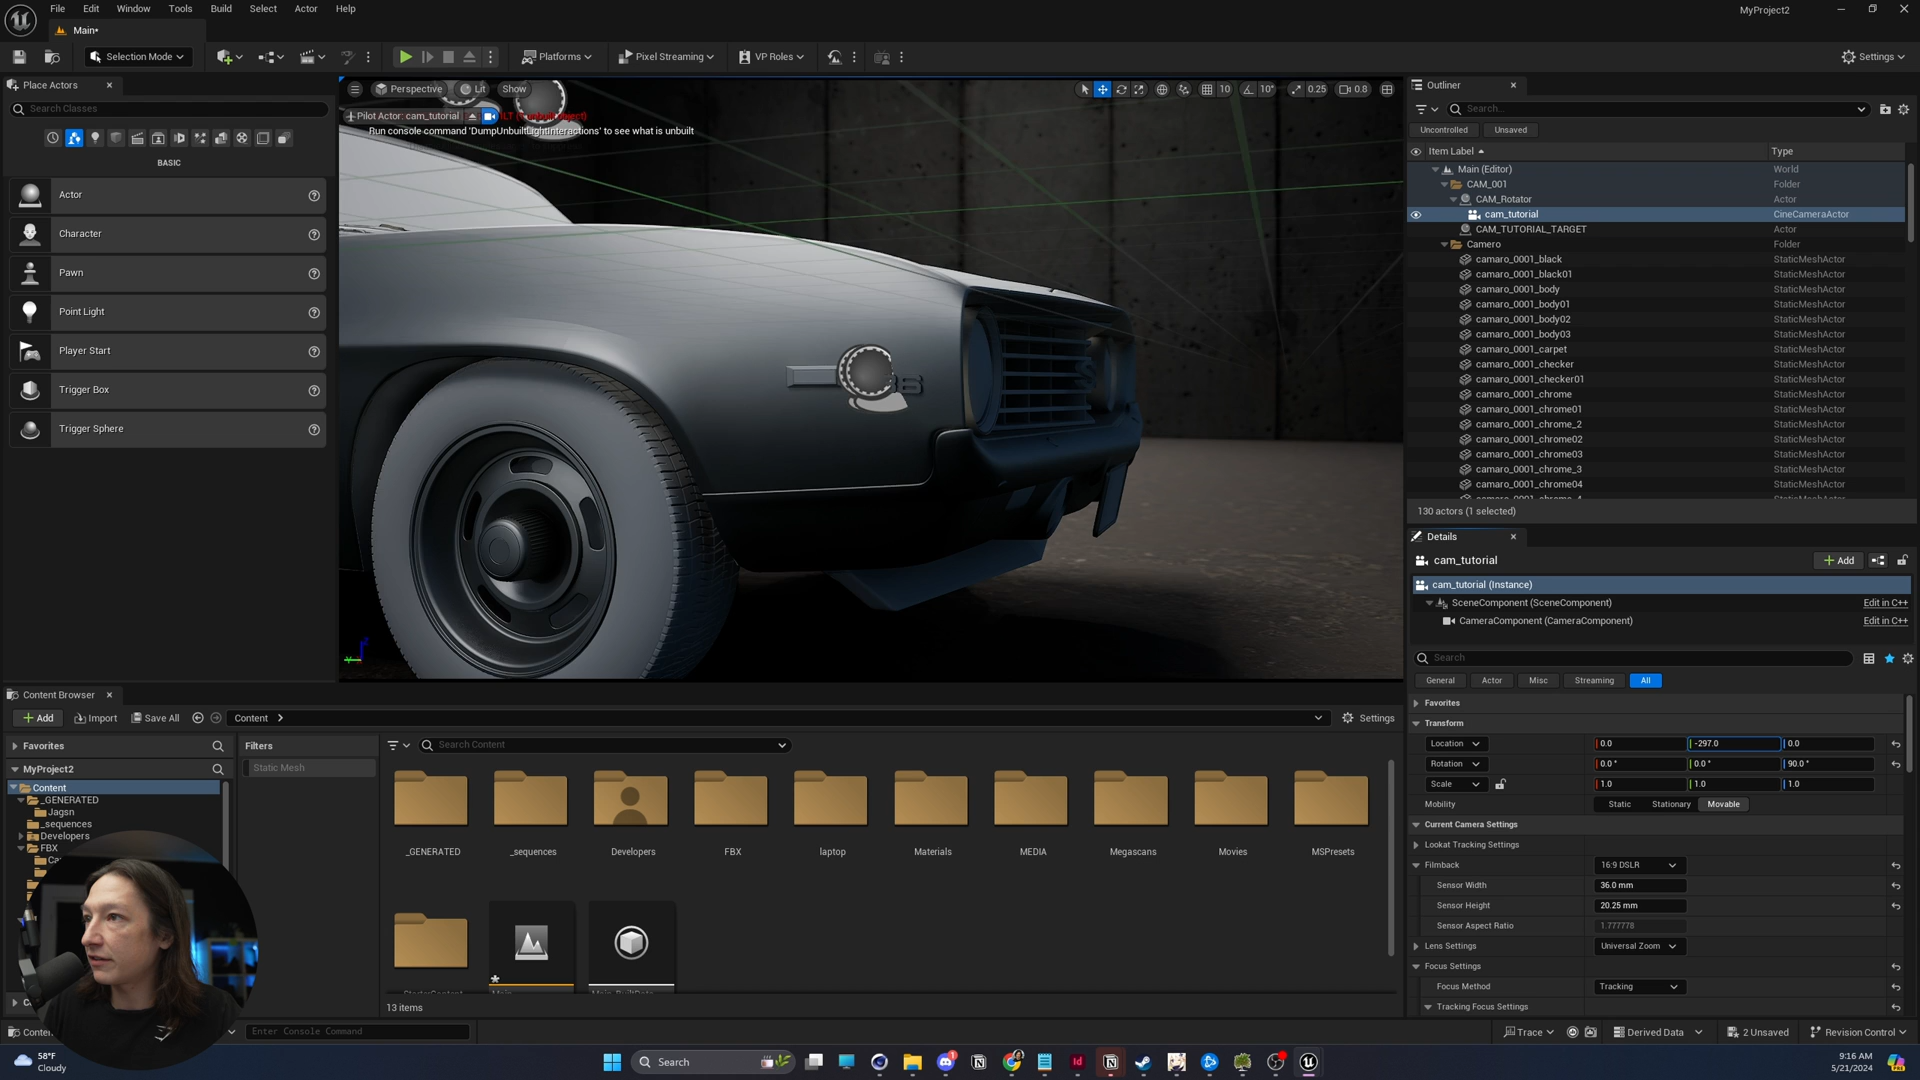 File Edit Window Tools Build Select Actor Help
MyProject2
Main•
Selection Mode
Platforms
Pixel Streaming
VP Roles
Settings
Place Actors
Search Classes
BASIC
Actor
Character
Pawn
Point Light
Player Start
Trigger Box
Trigger Sphere
Perspective
Lit
Show
10
10°
0.25
0.8
Pilot Actor: cam_tutorial
Run console command 'DumpUnbuiltLightInteractions' to see what is unbuilt
Outliner
Search...
Uncontrolled
Unsaved
Item Label
Type
Main (Editor) World
CAM_001 Folder
CAM_Rotator Actor
cam_tutorial CineCameraActor
CAM_TUTORIAL_TARGET Actor
Camero Folder
camaro_0001_black StaticMeshActor
camaro_0001_black01 StaticMeshActor
camaro_0001_body StaticMeshActor
camaro_0001_body01 StaticMeshActor
camaro_0001_body02 StaticMeshActor
camaro_0001_body03 StaticMeshActor
camaro_0001_carpet StaticMeshActor
camaro_0001_checker StaticMeshActor
camaro_0001_checker01 StaticMeshActor
camaro_0001_chrome StaticMeshActor
camaro_0001_chrome01 StaticMeshActor
camaro_0001_chrome_2 StaticMeshActor
camaro_0001_chrome02 StaticMeshActor
camaro_0001_chrome03 StaticMeshActor
camaro_0001_chrome_3 StaticMeshActor
camaro_0001_chrome04 StaticMeshActor
130 actors (1 selected)
Details
cam_tutorial
Add
cam_tutorial (Instance)
SceneComponent (SceneComponent) Edit in C++
CameraComponent (CameraComponent) Edit in C++
Search
General Actor Misc Streaming All
Favorites
Transform
Location 0.0 -297.0 0.0
Rotation 0.0° 0.0° 90.0°
Scale 1.0 1.0 1.0
Mobility Static Stationary Movable
Current Camera Settings
Lookat Tracking Settings
Filmback 16:9 DSLR
Sensor Width 36.0 mm
Sensor Height 20.25 mm
Sensor Aspect Ratio 1.777778
Lens Settings Universal Zoom
Focus Settings
Focus Method Tracking
Tracking Focus Settings
Content Browser
Add
Import
Save All
Content
Settings
Favorites
MyProject2
Content
_GENERATED
Jagsn
_sequences
Developers
FBX
Filters
Static Mesh
Search Content
_GENERATED _sequences Developers FBX laptop Materials MEDIA Megascans Movies MSPresets
13 items
Enter Console Command
Trace
Derived Data
2 Unsaved
Revision Control
58°F
Cloudy
Search
9:16 AM
5/21/2024